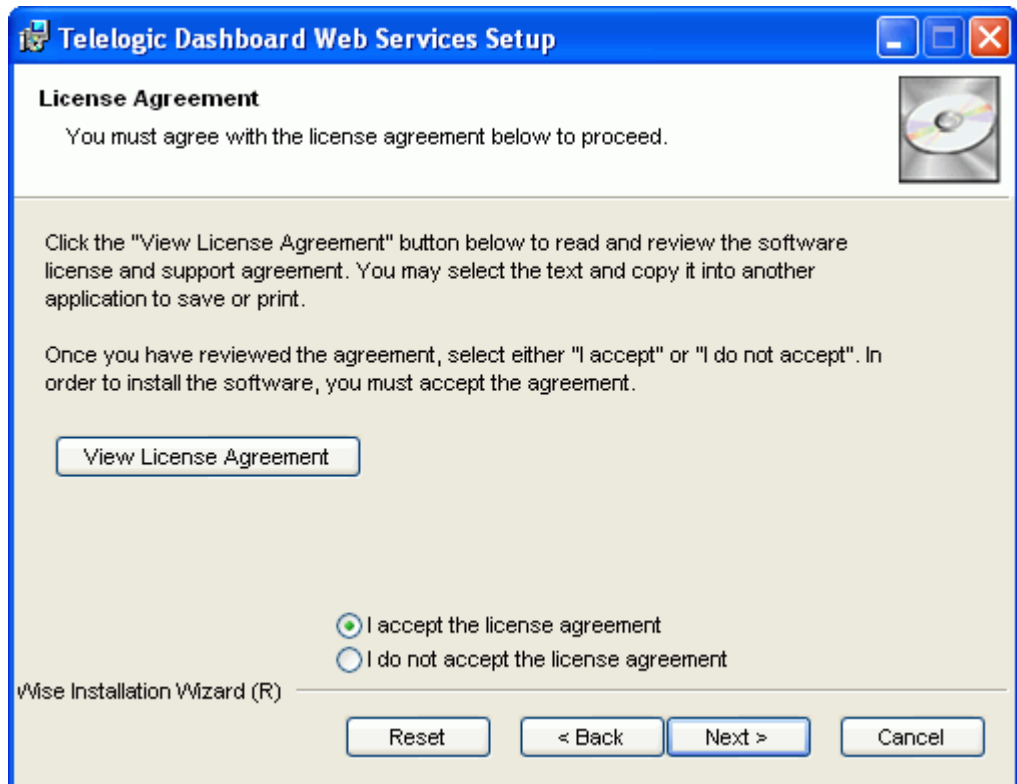 Telelogic Dashboard Web Services Setup
License Agreement
You must agree with the license agreement below to proceed.
Click the "View License Agreement" button below to read and review the software
license and support agreement. You may select the text and copy it into another
application to save or print.
Once you have reviewed the agreement, select either "I accept" or "I do not accept". In
order to install the software, you must accept the agreement.
View License Agreement
I accept the license agreement
I do not accept the license agreement
Wise Installation Wizard (R)
Reset
< Back
Next >
Cancel